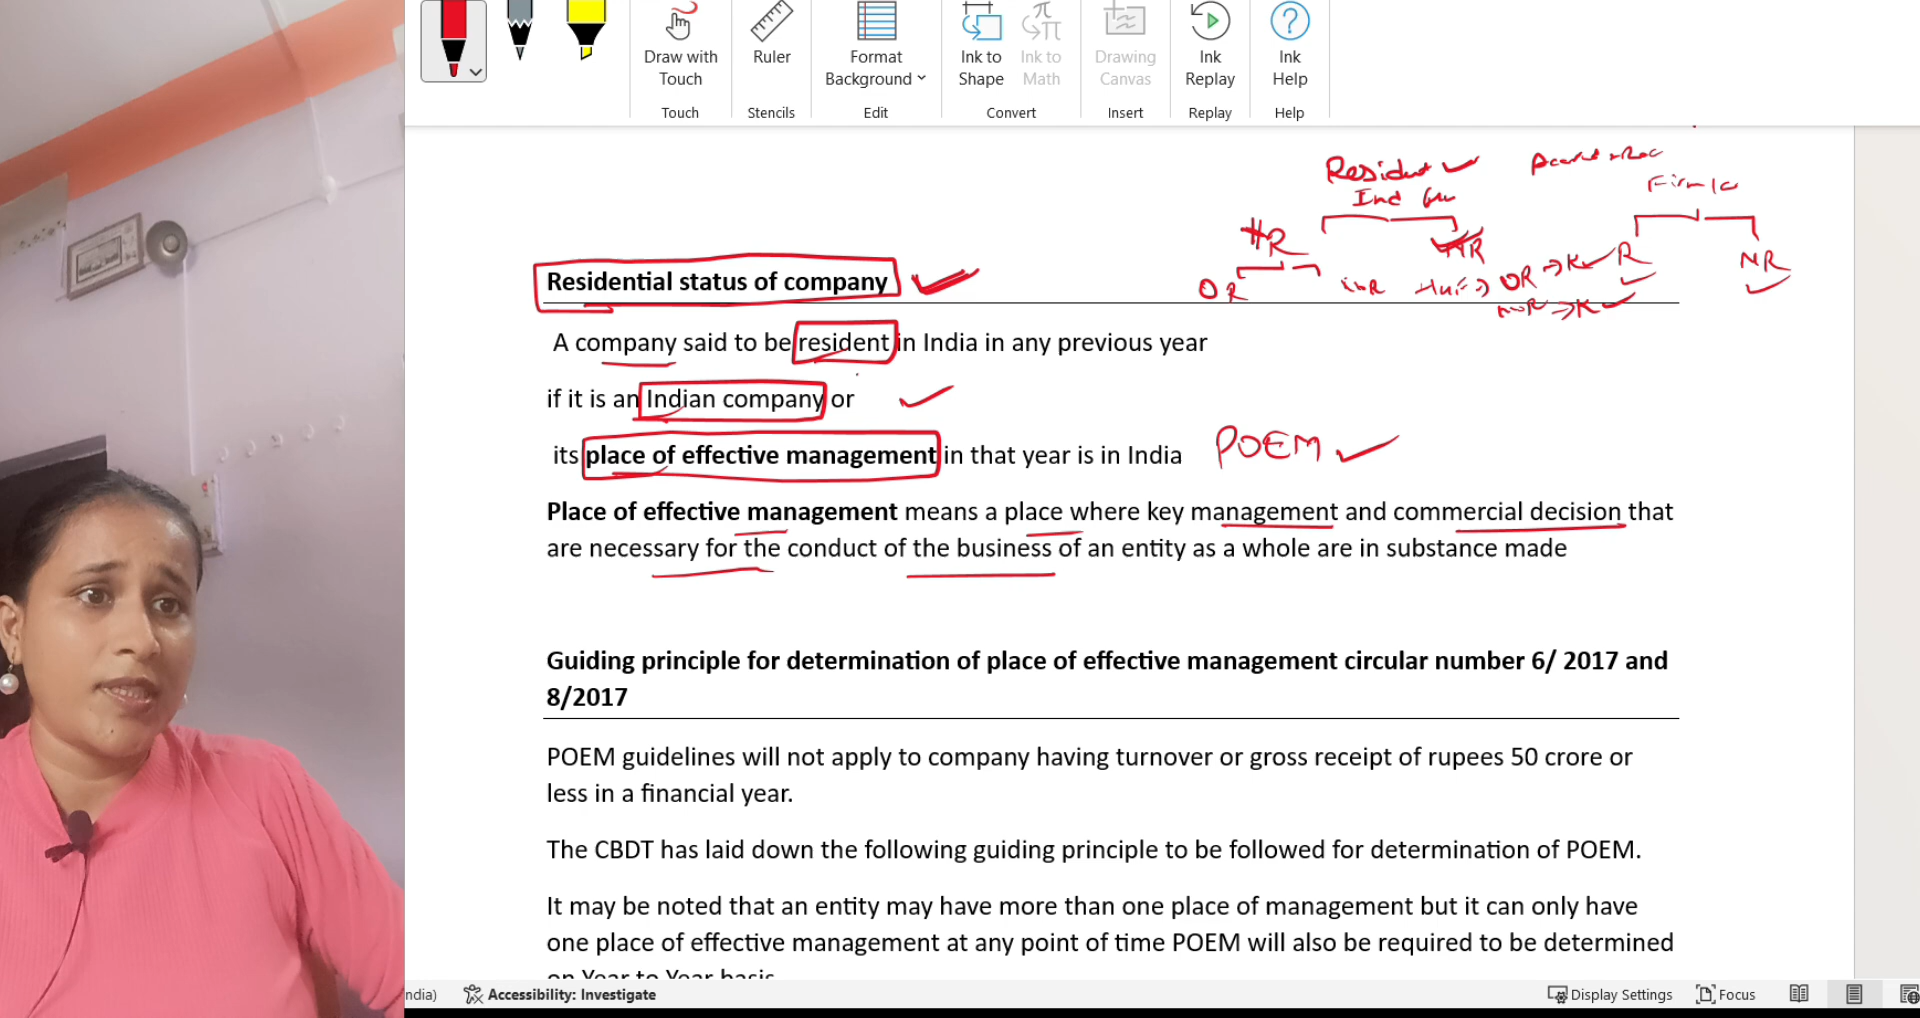 Draw with Touch
Ruler
Format Background
Ink to Shape
Ink to Math
Drawing Canvas
Ink Replay
Ink Help
Touch
Stencils
Edit
Convert
Insert
Replay
Help
Resident
Ind
R
OR
R
NR
OR
Residential status of company
A company said to be resident in India in any previous year
if it is an Indian company or
its place of effective management in that year is in India POEM
Place of effective management means a place where key management and commercial decision that
are necessary for the conduct of the business of an entity as a whole are in substance made
Guiding principle for determination of place of effective management circular number 6/ 2017 and
8/2017
POEM guidelines will not apply to company having turnover or gross receipt of rupees 50 crore or
less in a financial year.
The CBDT has laid down the following guiding principle to be followed for determination of POEM.
It may be noted that an entity may have more than one place of management but it can only have
one place of effective management at any point of time POEM will also be required to be determined
on Year to Year basis
ndia)
Accessibility: Investigate
Display Settings
Focus